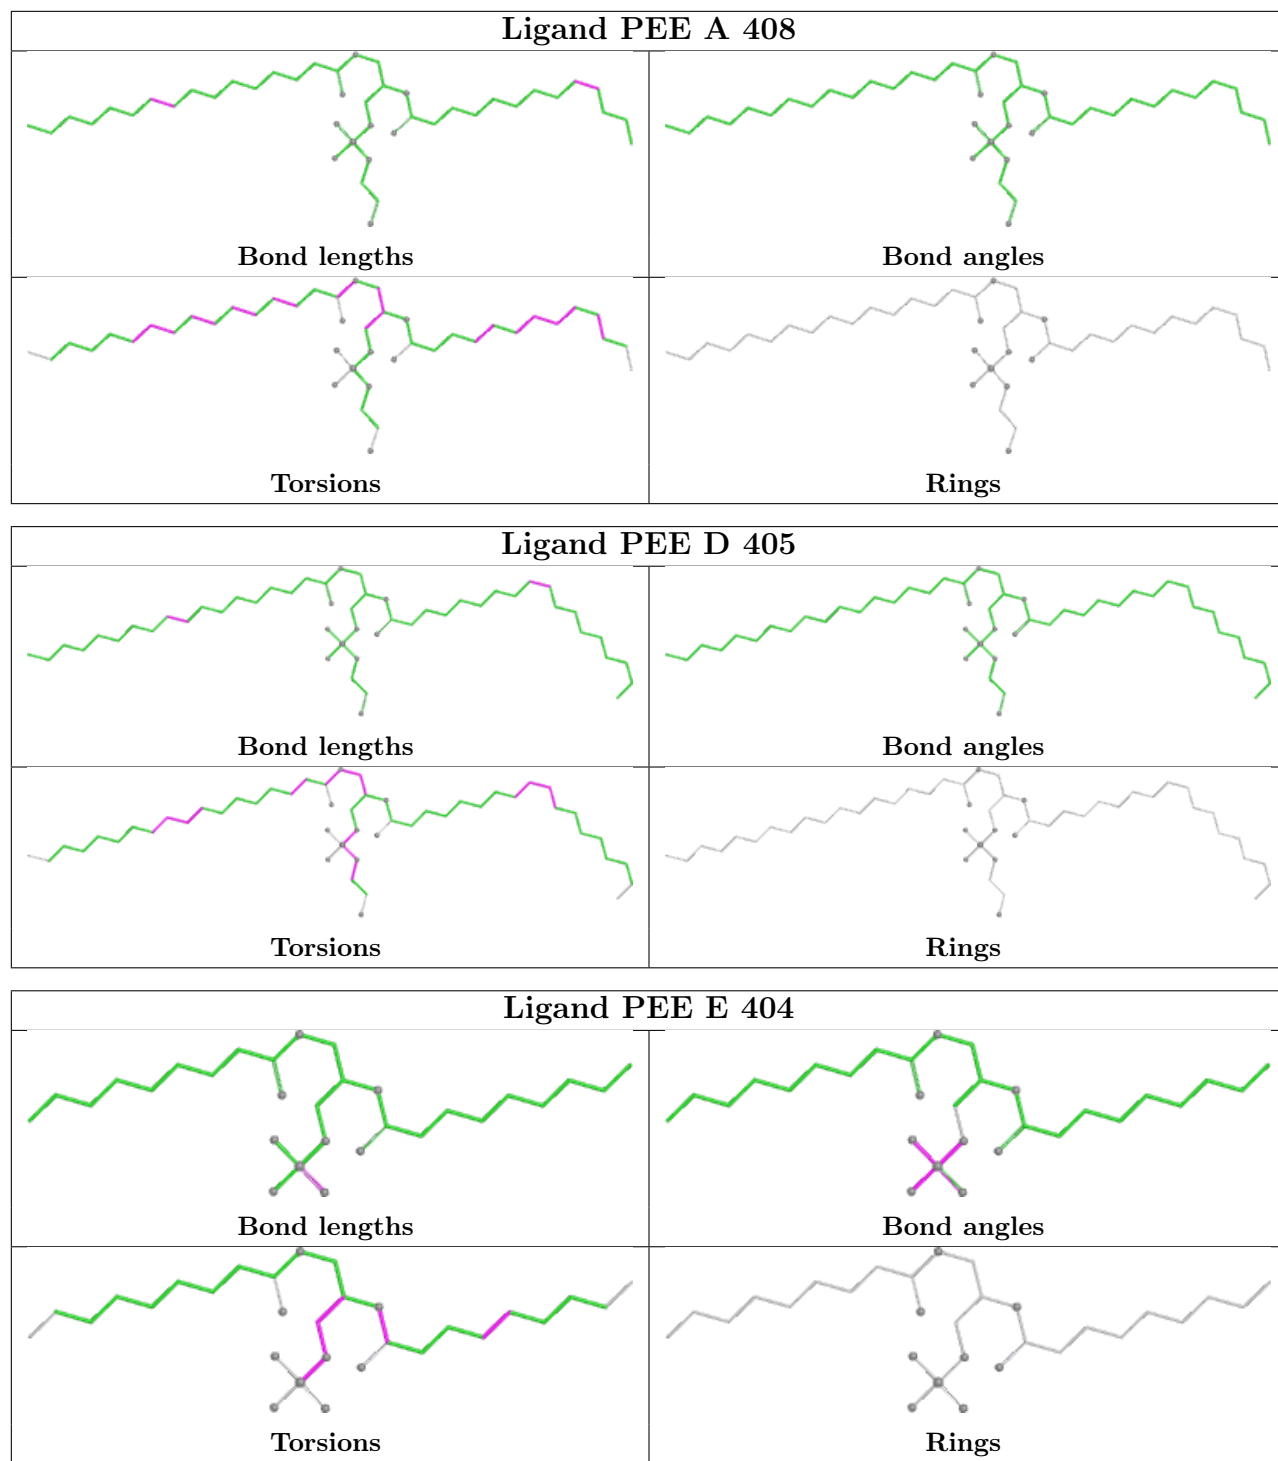 Ligand PEE A 408
Bond lengths
Bond angles
Torsions
Rings
Ligand PEE D 405
Bond lengths
Bond angles
Torsions
Rings
Ligand PEE E 404
Bond lengths
Bond angles
Torsions
Rings